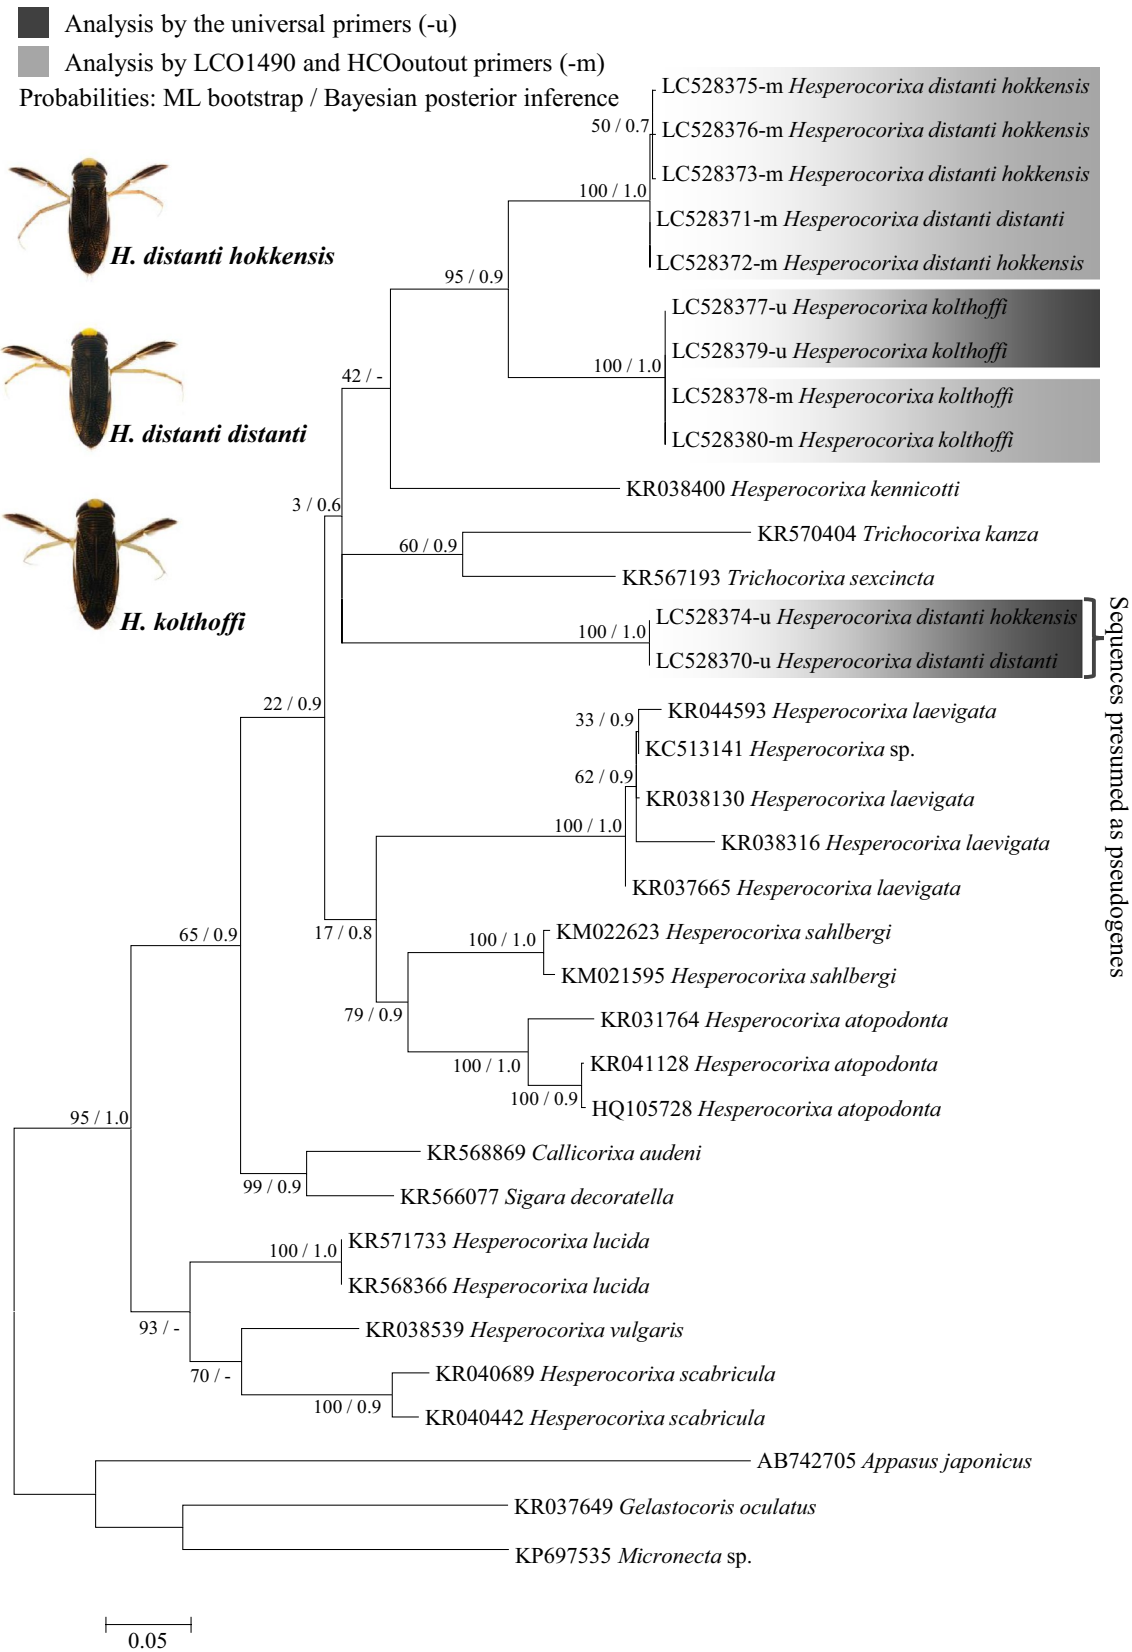 Analysis by the universal primers (-u)
Analysis by LCO1490 and HCOoutout primers (-m)
Probabilities: ML bootstrap / Bayesian posterior inference
H. distanti hokkensis
H. distanti distanti
H. kolthoffi
LC528375-m Hesperocorixa distanti hokkensis
50 / 0.7
LC528376-m Hesperocorixa distanti hokkensis
LC528373-m Hesperocorixa distanti hokkensis
100 / 1.0
LC528371-m Hesperocorixa distanti distanti
LC528372-m Hesperocorixa distanti hokkensis
95 / 0.9
LC528377-u Hesperocorixa kolthoffi
LC528379-u Hesperocorixa kolthoffi
100 / 1.0
42 / -
LC528378-m Hesperocorixa kolthoffi
LC528380-m Hesperocorixa kolthoffi
KR038400 Hesperocorixa kennicotti
3 / 0.6
KR570404 Trichocorixa kanza
60 / 0.9
KR567193 Trichocorixa sexcincta
LC528374-u Hesperocorixa distanti hokkensis
100 / 1.0
LC528370-u Hesperocorixa distanti distanti
Sequences presumed as pseudogenes
22 / 0.9
KR044593 Hesperocorixa laevigata
33 / 0.9
KC513141 Hesperocorixa sp.
62 / 0.9
KR038130 Hesperocorixa laevigata
100 / 1.0
KR038316 Hesperocorixa laevigata
KR037665 Hesperocorixa laevigata
65 / 0.9
17 / 0.8
KM022623 Hesperocorixa sahlbergi
100 / 1.0
KM021595 Hesperocorixa sahlbergi
79 / 0.9
KR031764 Hesperocorixa atopodonta
100 / 1.0
KR041128 Hesperocorixa atopodonta
100 / 0.9
HQ105728 Hesperocorixa atopodonta
95 / 1.0
KR568869 Callicorixa audeni
99 / 0.9
KR566077 Sigara decoratella
KR571733 Hesperocorixa lucida
100 / 1.0
KR568366 Hesperocorixa lucida
93 / -
KR038539 Hesperocorixa vulgaris
70 / -
KR040689 Hesperocorixa scabricula
100 / 0.9
KR040442 Hesperocorixa scabricula
AB742705 Appasus japonicus
KR037649 Gelastocoris oculatus
KP697535 Micronecta sp.
0.05